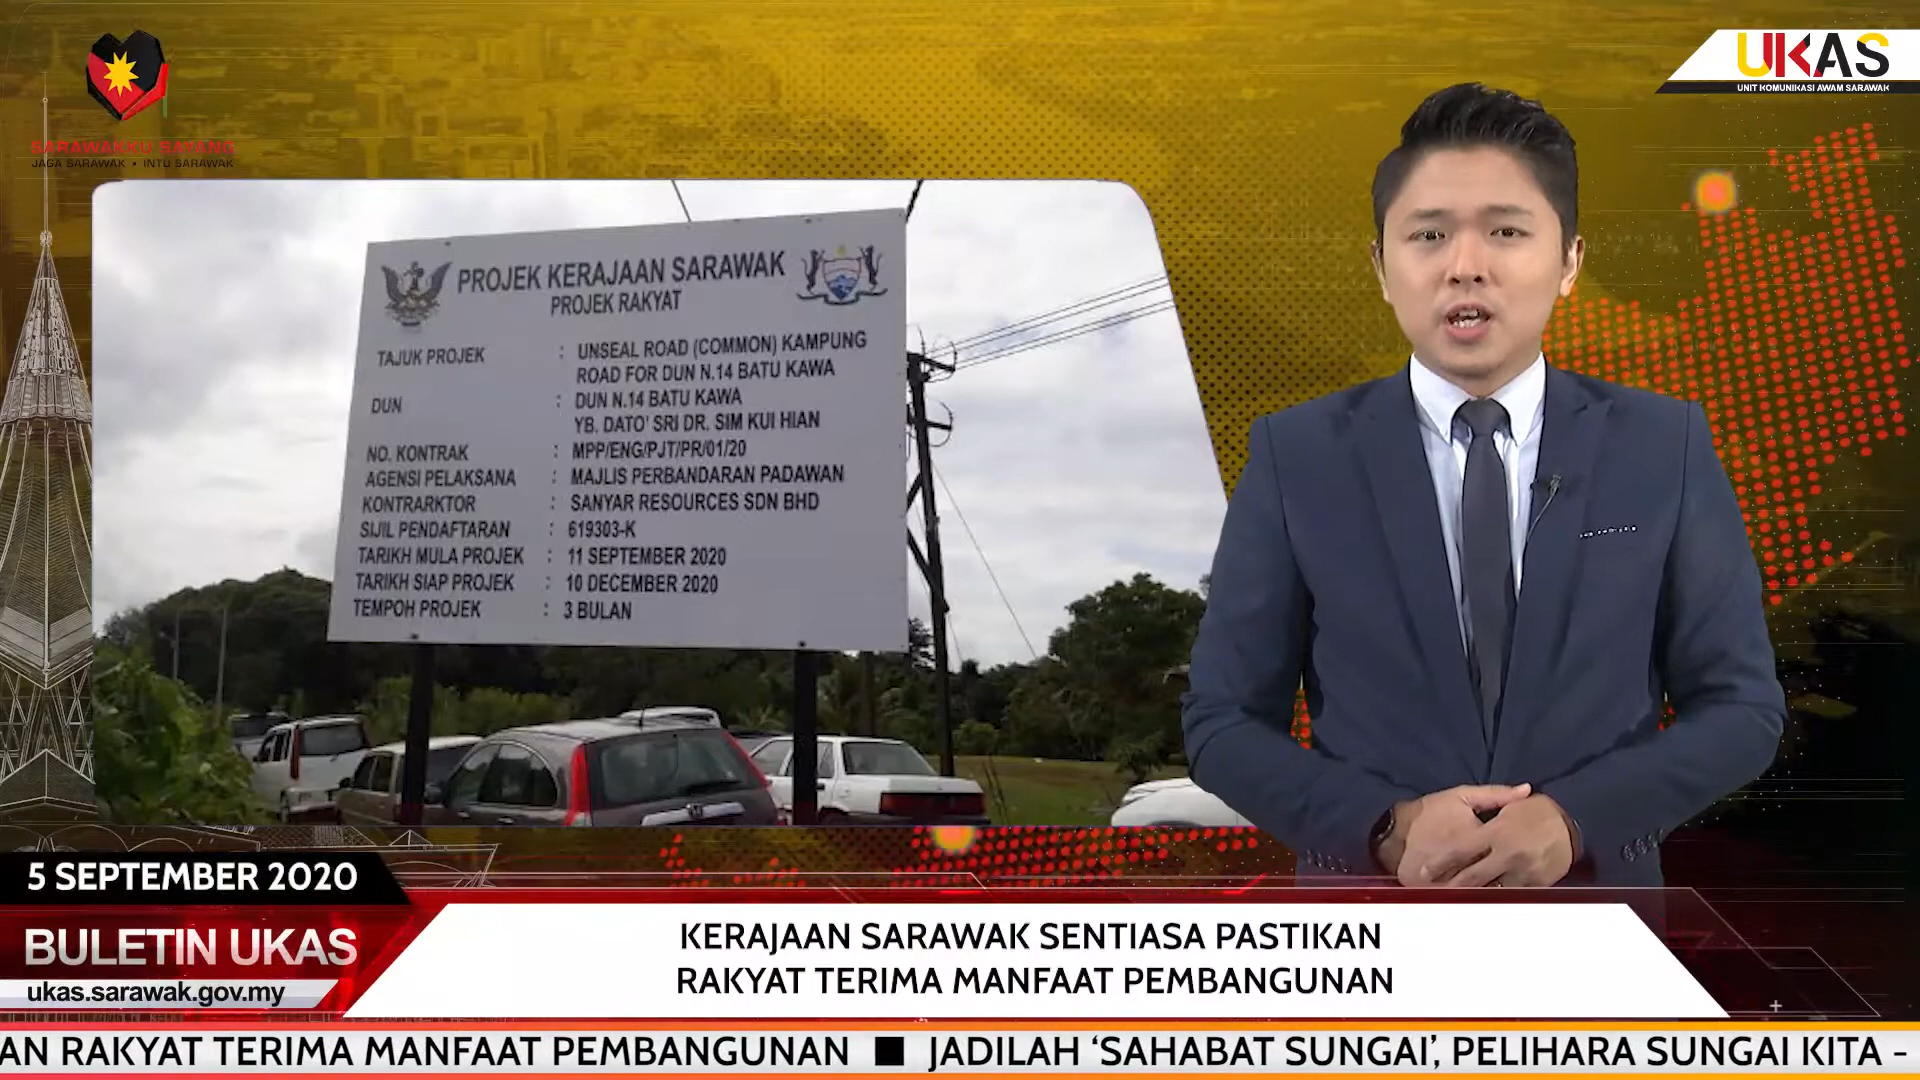 SARAWAKKU SAYANG
JAGA SARAWAK • INTU SARAWAK
UKAS
UNIT KOMUNIKASI AWAM SARAWAK
PROJEK KERAJAAN SARAWAK
PROJEK RAKYAT
TAJUK PROJEK : UNSEAL ROAD (COMMON) KAMPUNG
ROAD FOR DUN N.14 BATU KAWA
DUN : DUN N.14 BATU KAWA
YB. DATO' SRI DR. SIM KUI HIAN
NO. KONTRAK : MPP/ENG/PJT/PR/01/20
AGENSI PELAKSANA : MAJLIS PERBANDARAN PADAWAN
KONTRARKTOR : SANYAR RESOURCES SDN BHD
SIJIL PENDAFTARAN : 619303-K
TARIKH MULA PROJEK : 11 SEPTEMBER 2020
TARIKH SIAP PROJEK : 10 DECEMBER 2020
TEMPOH PROJEK : 3 BULAN
5 SEPTEMBER 2020
BULETIN UKAS
ukas.sarawak.gov.my
KERAJAAN SARAWAK SENTIASA PASTIKAN
RAKYAT TERIMA MANFAAT PEMBANGUNAN
AN RAKYAT TERIMA MANFAAT PEMBANGUNAN ■ JADILAH ‘SAHABAT SUNGAI’, PELIHARA SUNGAI KITA -